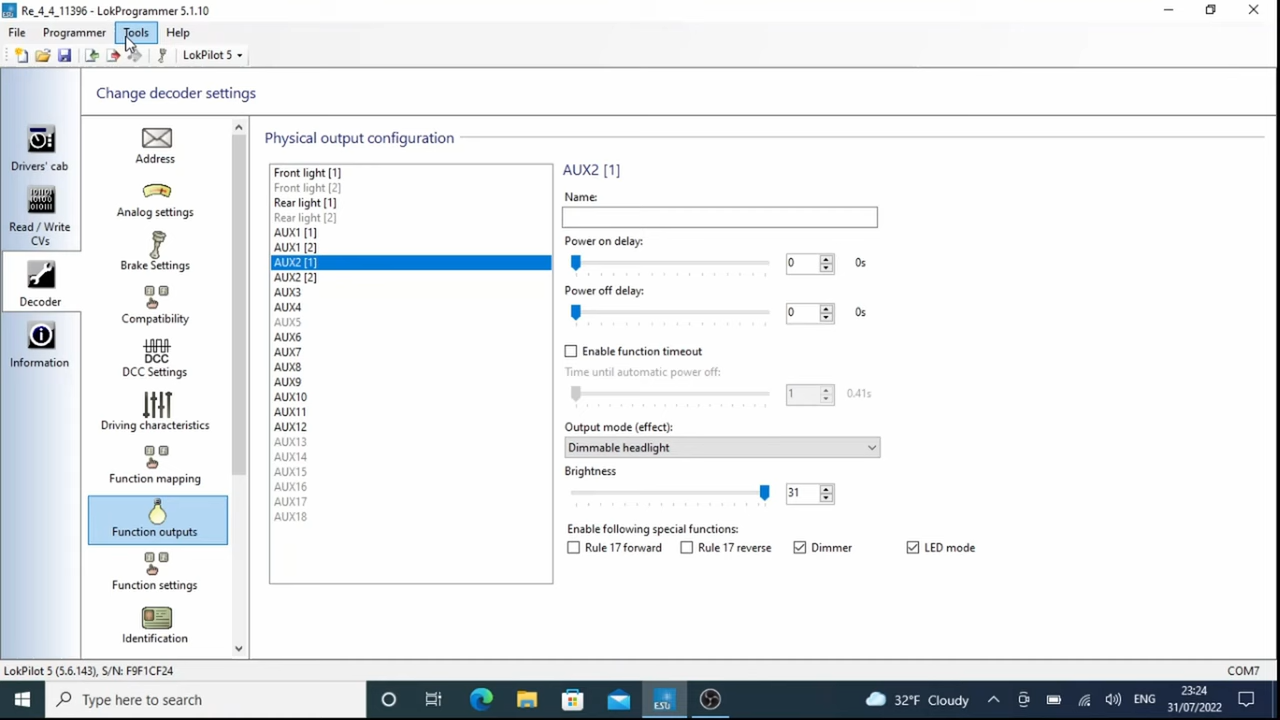 Re_4_4_11396 - LokProgrammer 5.1.10
File Programmer Tools Help
LokPilot 5
Change decoder settings
Drivers' cab
Read / Write CVs
Decoder
Information
Address
Analog settings
Brake Settings
Compatibility
DCC
DCC Settings
Driving characteristics
Function mapping
Function outputs
Function settings
Identification
Physical output configuration
Front light [1]
Front light [2]
Rear light [1]
Rear light [2]
AUX1 [1]
AUX1 [2]
AUX2 [1]
AUX2 [2]
AUX3
AUX4
AUX5
AUX6
AUX7
AUX8
AUX9
AUX10
AUX11
AUX12
AUX13
AUX14
AUX15
AUX16
AUX17
AUX18
AUX2 [1]
Name:
Power on delay:
0 0s
Power off delay:
0 0s
Enable function timeout
Time until automatic power off:
1 0.41s
Output mode (effect):
Dimmable headlight
Brightness
31
Enable following special functions:
Rule 17 forward Rule 17 reverse Dimmer LED mode
LokPilot 5 (5.6.143), S/N: F9F1CF24 COM7
Type here to search
ESU
32°F Cloudy
ENG
23:24
31/07/2022